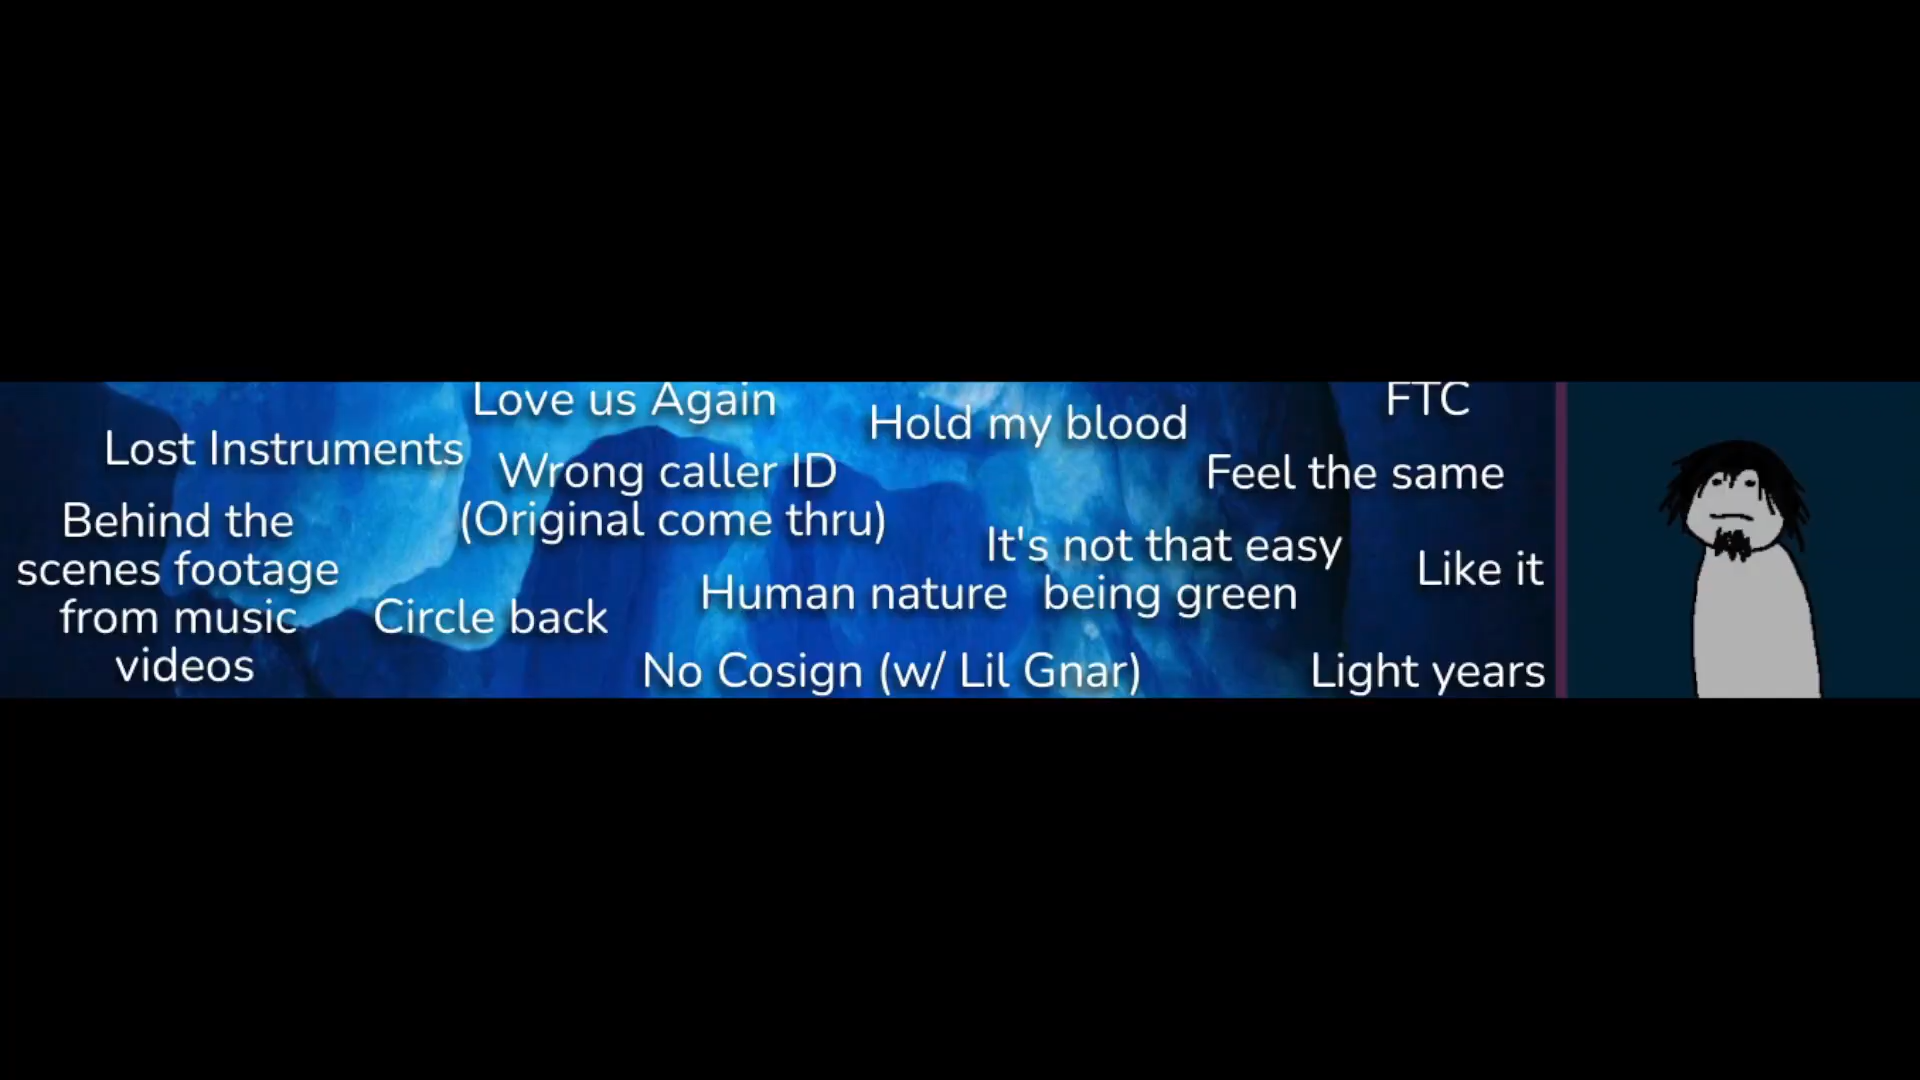 Love us Again
FTC
Hold my blood
Lost Instruments
Wrong caller ID
(Original come thru)
Feel the same
Behind the
scenes footage
from music
videos
It's not that easy
being green
Like it
Human nature
Circle back
No Cosign (w/ Lil Gnar)
Light years